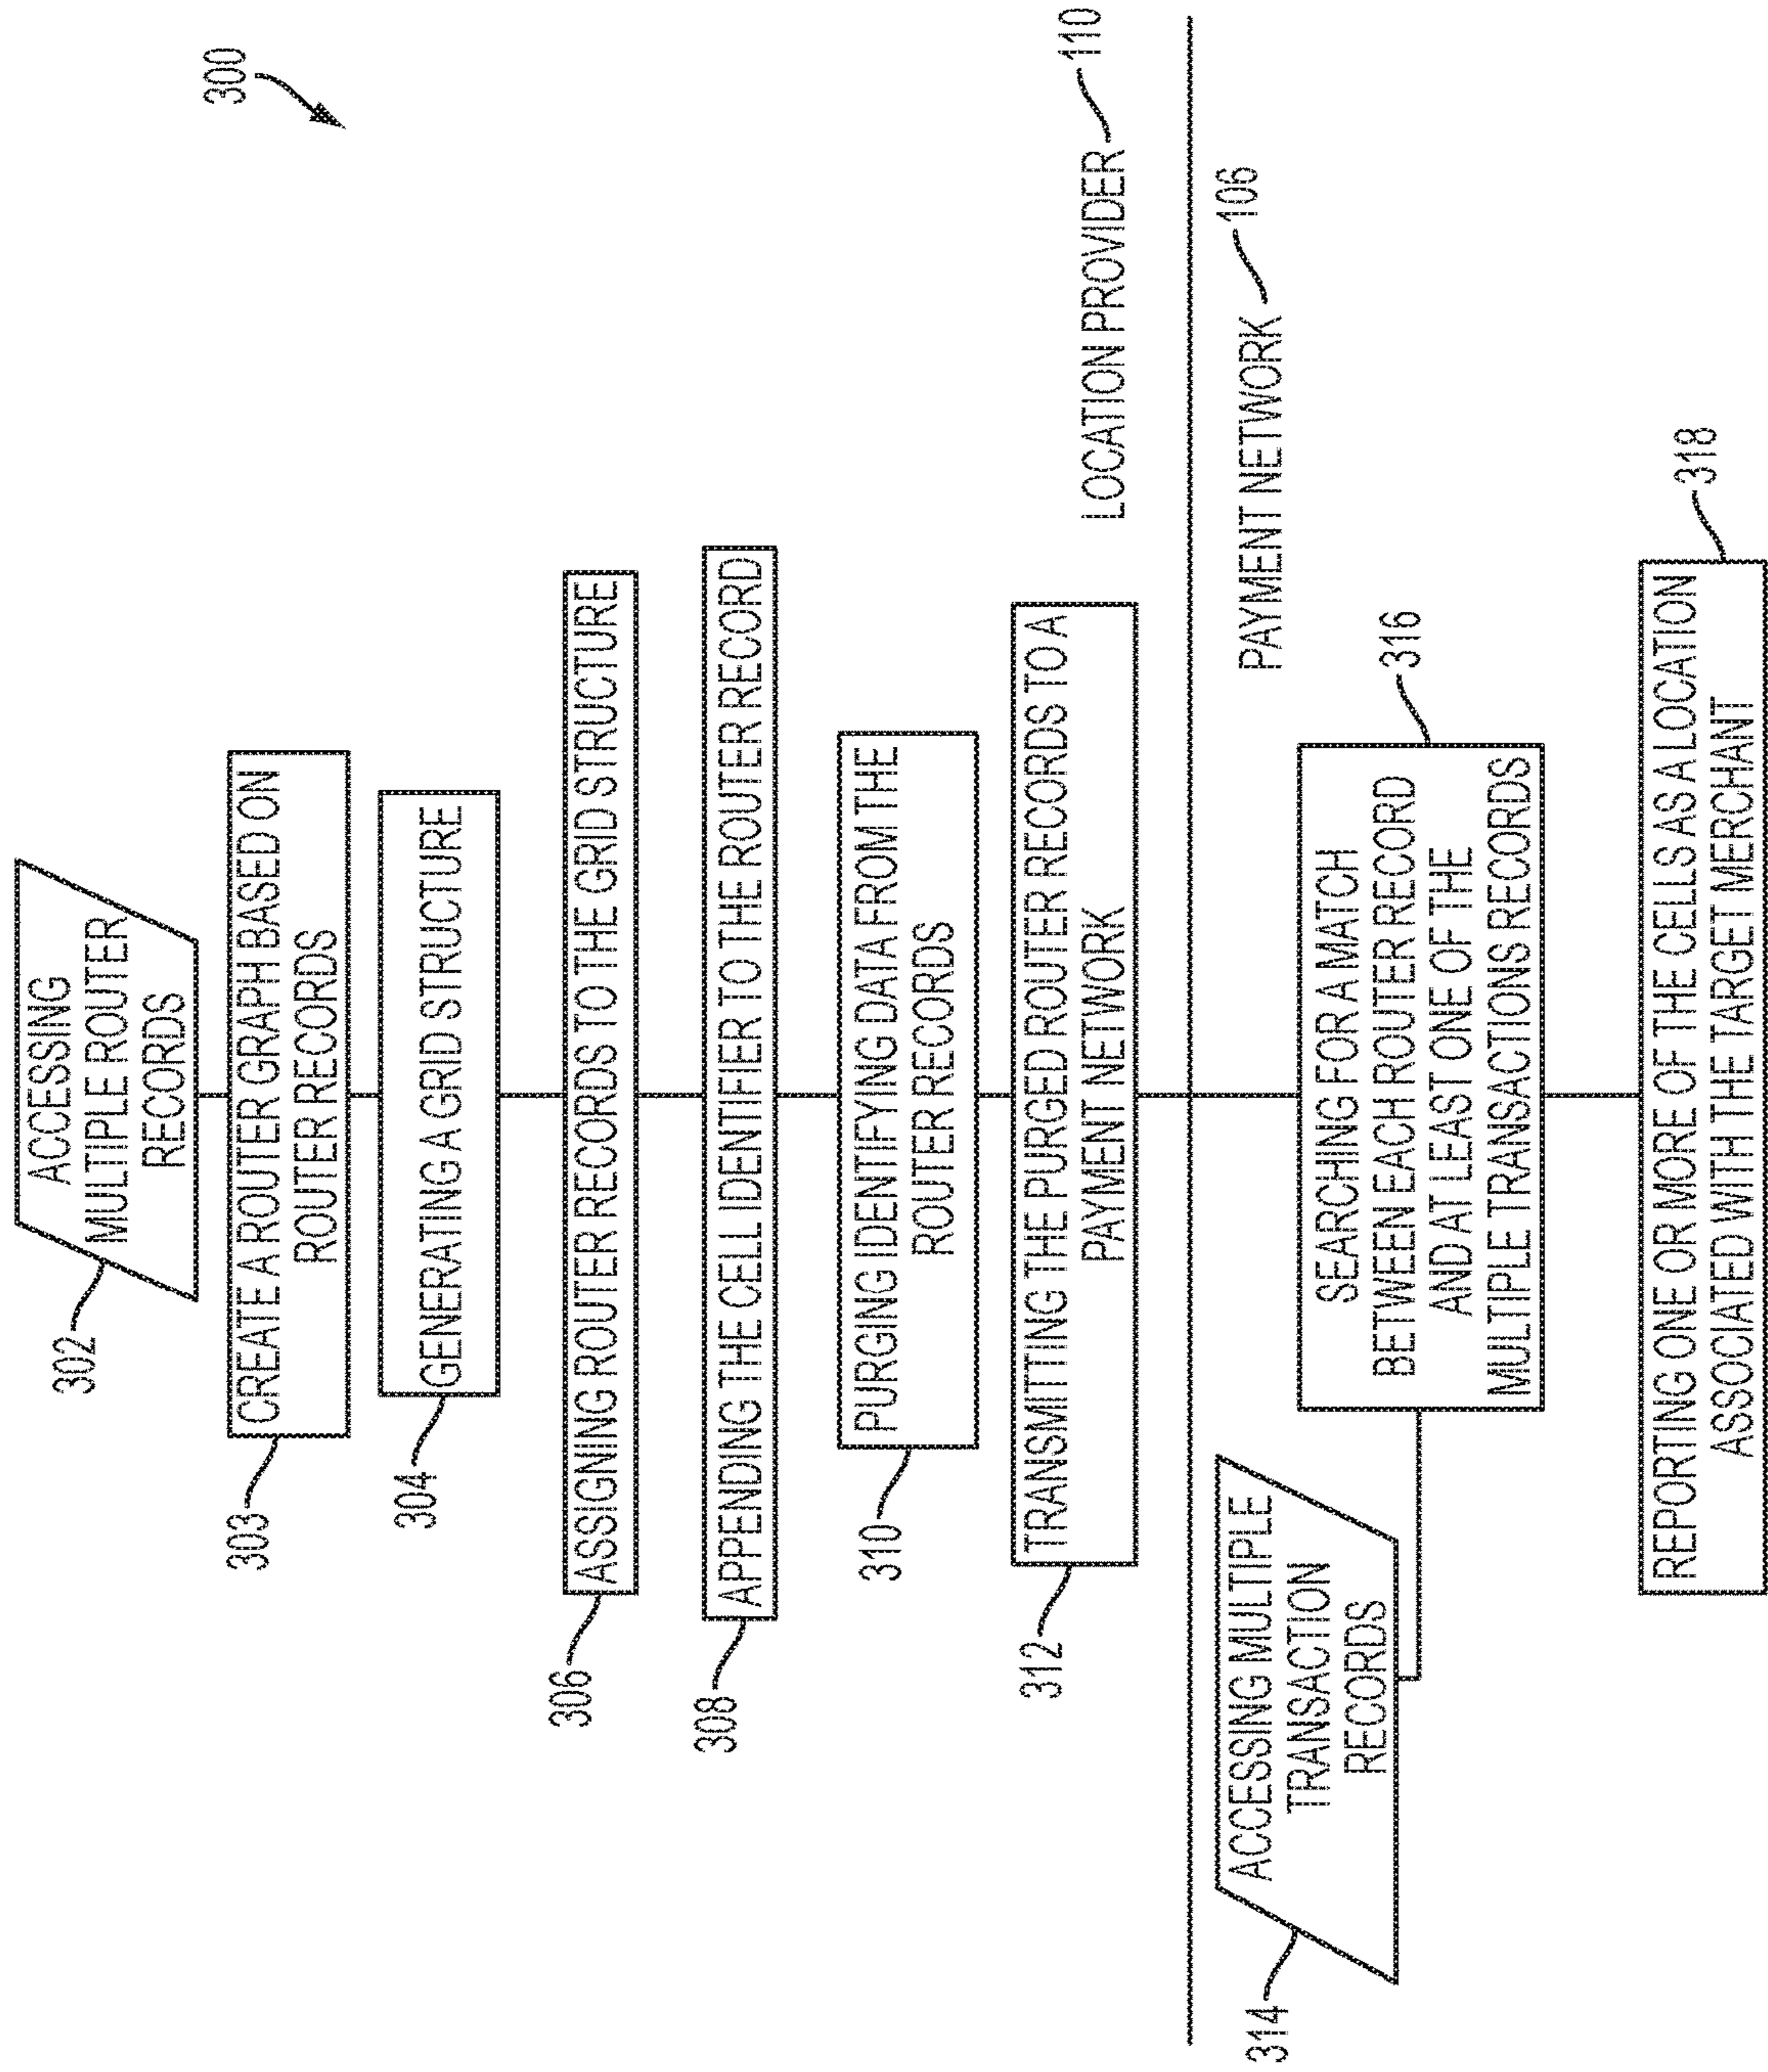 300
302
ACCESSING
MULTIPLE ROUTER
RECORDS
303
CREATE A ROUTER GRAPH BASED ON
ROUTER RECORDS
304
GENERATING A GRID STRUCTURE
306
ASSIGNING ROUTER RECORDS TO THE GRID STRUCTURE
308
APPENDING THE CELL IDENTIFIER TO THE ROUTER RECORD
310
PURGING IDENTIFYING DATA FROM THE
ROUTER RECORDS
312
TRANSMITTING THE PURGED ROUTER RECORDS TO A
PAYMENT NETWORK
LOCATION PROVIDER 110
PAYMENT NETWORK 106
314
ACCESSING MULTIPLE
TRANSACTION
RECORDS
316
SEARCHING FOR A MATCH
BETWEEN EACH ROUTER RECORD
AND AT LEAST ONE OF THE
MULTIPLE TRANSACTIONS RECORDS
318
REPORTING ONE OR MORE OF THE CELLS AS A LOCATION
ASSOCIATED WITH THE TARGET MERCHANT